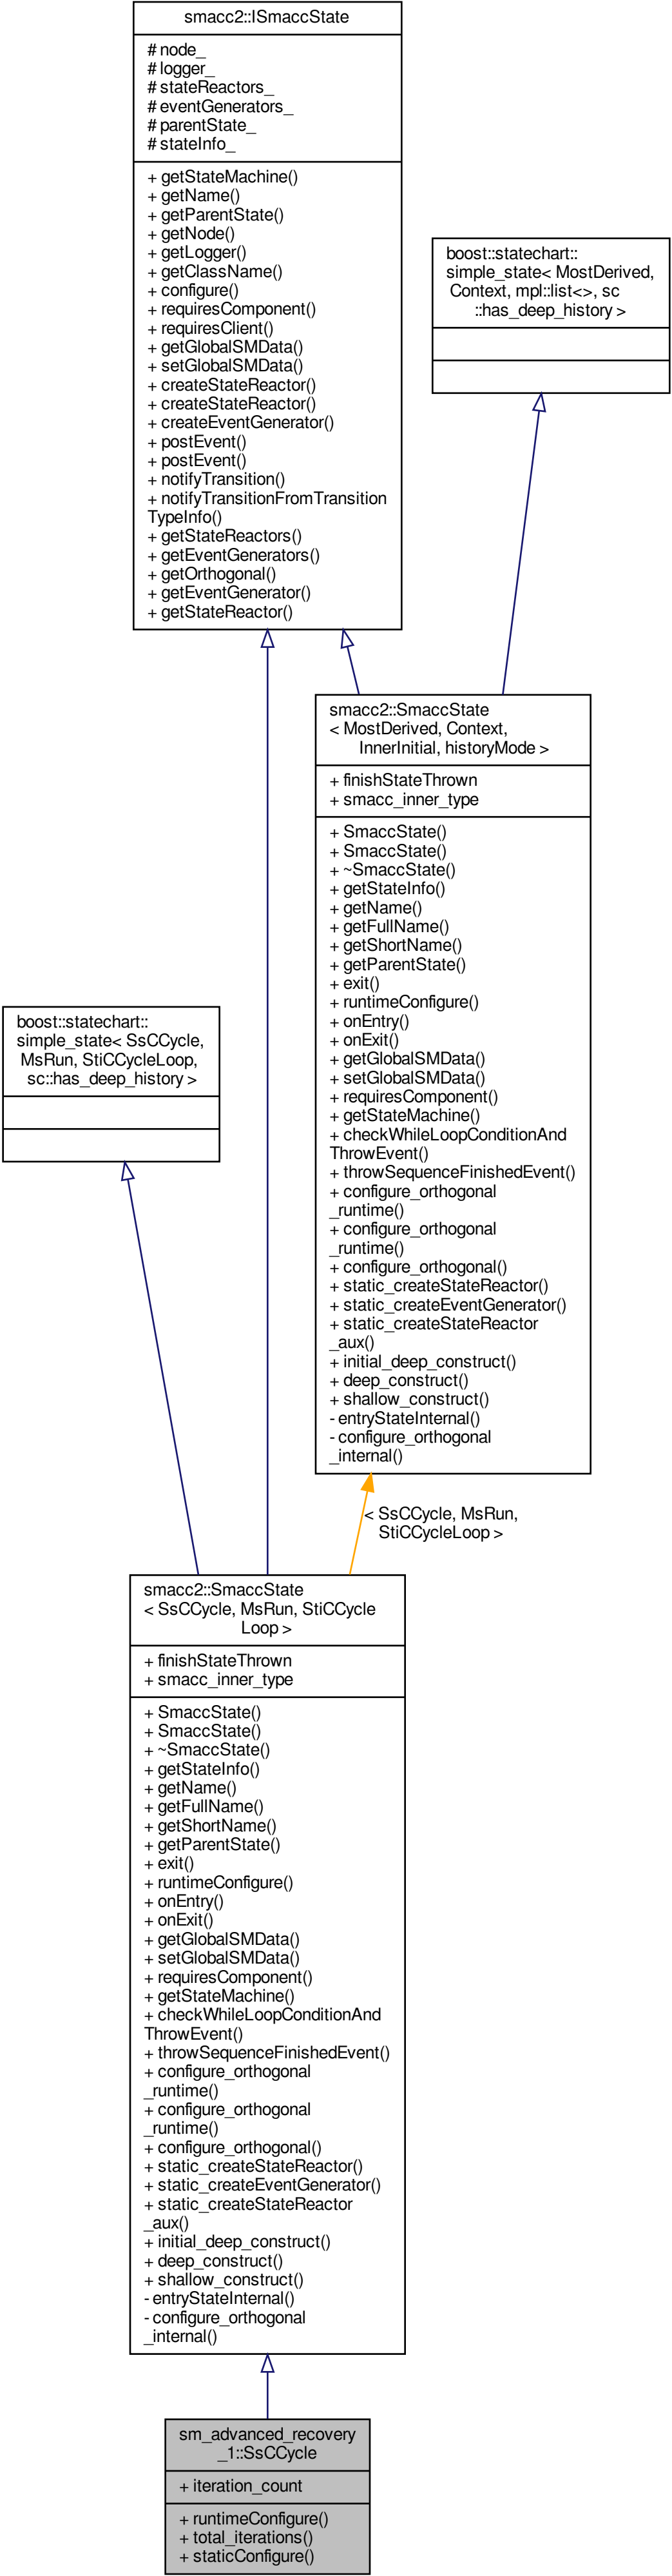 smacc2::ISmaccState
# node_
# logger_
# stateReactors_
# eventGenerators_
# parentState_
# stateInfo_
+ getStateMachine()
+ getName()
+ getParentState()
+ getNode()
+ getLogger()
+ getClassName()
+ configure()
+ requiresComponent()
+ requiresClient()
+ getGlobalSMData()
+ setGlobalSMData()
+ createStateReactor()
+ createStateReactor()
+ createEventGenerator()
+ postEvent()
+ postEvent()
+ notifyTransition()
+ notifyTransitionFromTransition
TypeInfo()
+ getStateReactors()
+ getEventGenerators()
+ getOrthogonal()
+ getEventGenerator()
+ getStateReactor()
boost::statechart::
simple_state< MostDerived,
Context, mpl::list<>, sc
::has_deep_history >
smacc2::SmaccState
< MostDerived, Context,
InnerInitial, historyMode >
+ finishStateThrown
+ smacc_inner_type
+ SmaccState()
+ SmaccState()
+ ~SmaccState()
+ getStateInfo()
+ getName()
+ getFullName()
+ getShortName()
+ getParentState()
+ exit()
+ runtimeConfigure()
+ onEntry()
+ onExit()
+ getGlobalSMData()
+ setGlobalSMData()
+ requiresComponent()
+ getStateMachine()
+ checkWhileLoopConditionAnd
ThrowEvent()
+ throwSequenceFinishedEvent()
+ configure_orthogonal
_runtime()
+ configure_orthogonal
_runtime()
+ configure_orthogonal()
+ static_createStateReactor()
+ static_createEventGenerator()
+ static_createStateReactor
_aux()
+ initial_deep_construct()
+ deep_construct()
+ shallow_construct()
- entryStateInternal()
- configure_orthogonal
_internal()
boost::statechart::
simple_state< SsCCycle,
MsRun, StiCCycleLoop,
sc::has_deep_history >
< SsCCycle, MsRun,
StiCCycleLoop >
smacc2::SmaccState
< SsCCycle, MsRun, StiCCycle
Loop >
+ finishStateThrown
+ smacc_inner_type
+ SmaccState()
+ SmaccState()
+ ~SmaccState()
+ getStateInfo()
+ getName()
+ getFullName()
+ getShortName()
+ getParentState()
+ exit()
+ runtimeConfigure()
+ onEntry()
+ onExit()
+ getGlobalSMData()
+ setGlobalSMData()
+ requiresComponent()
+ getStateMachine()
+ checkWhileLoopConditionAnd
ThrowEvent()
+ throwSequenceFinishedEvent()
+ configure_orthogonal
_runtime()
+ configure_orthogonal
_runtime()
+ configure_orthogonal()
+ static_createStateReactor()
+ static_createEventGenerator()
+ static_createStateReactor
_aux()
+ initial_deep_construct()
+ deep_construct()
+ shallow_construct()
- entryStateInternal()
- configure_orthogonal
_internal()
sm_advanced_recovery
_1::SsCCycle
+ iteration_count
+ runtimeConfigure()
+ total_iterations()
+ staticConfigure()